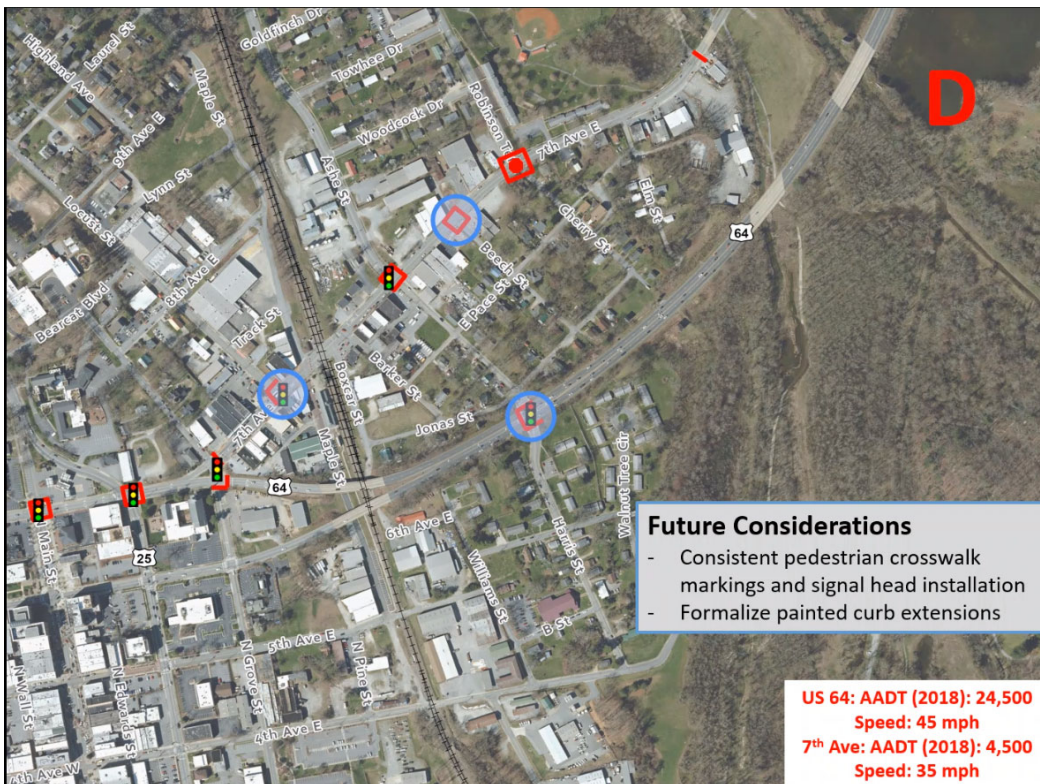 Goldfinch Dr
Towhee Dr
Laurel St
Highland Ave
Maple St
D
Robinson T
7th Ave E
Woodcock Dr
9th Ave E
Lynn St
Ashe St
Elm St
Locust St
Cherry St
64
8th Ave E
Beech St
Bearcat Blvd
E Pace St
Track St
Barker St
Boxcar St
7th Av
Jonas St
Maple St
Walnut Tree Cir
64
6th Ave E
Harris St
Main St
25
Williams St
B St
5th Ave E
N Wall St
N Edwards St
N Grove St
N Pine St
4th Ave E
4th Ave W
Future Considerations
- Consistent pedestrian crosswalk
markings and signal head installation
- Formalize painted curb extensions
US 64: AADT (2018): 24,500
Speed: 45 mph
7th Ave: AADT (2018): 4,500
Speed: 35 mph